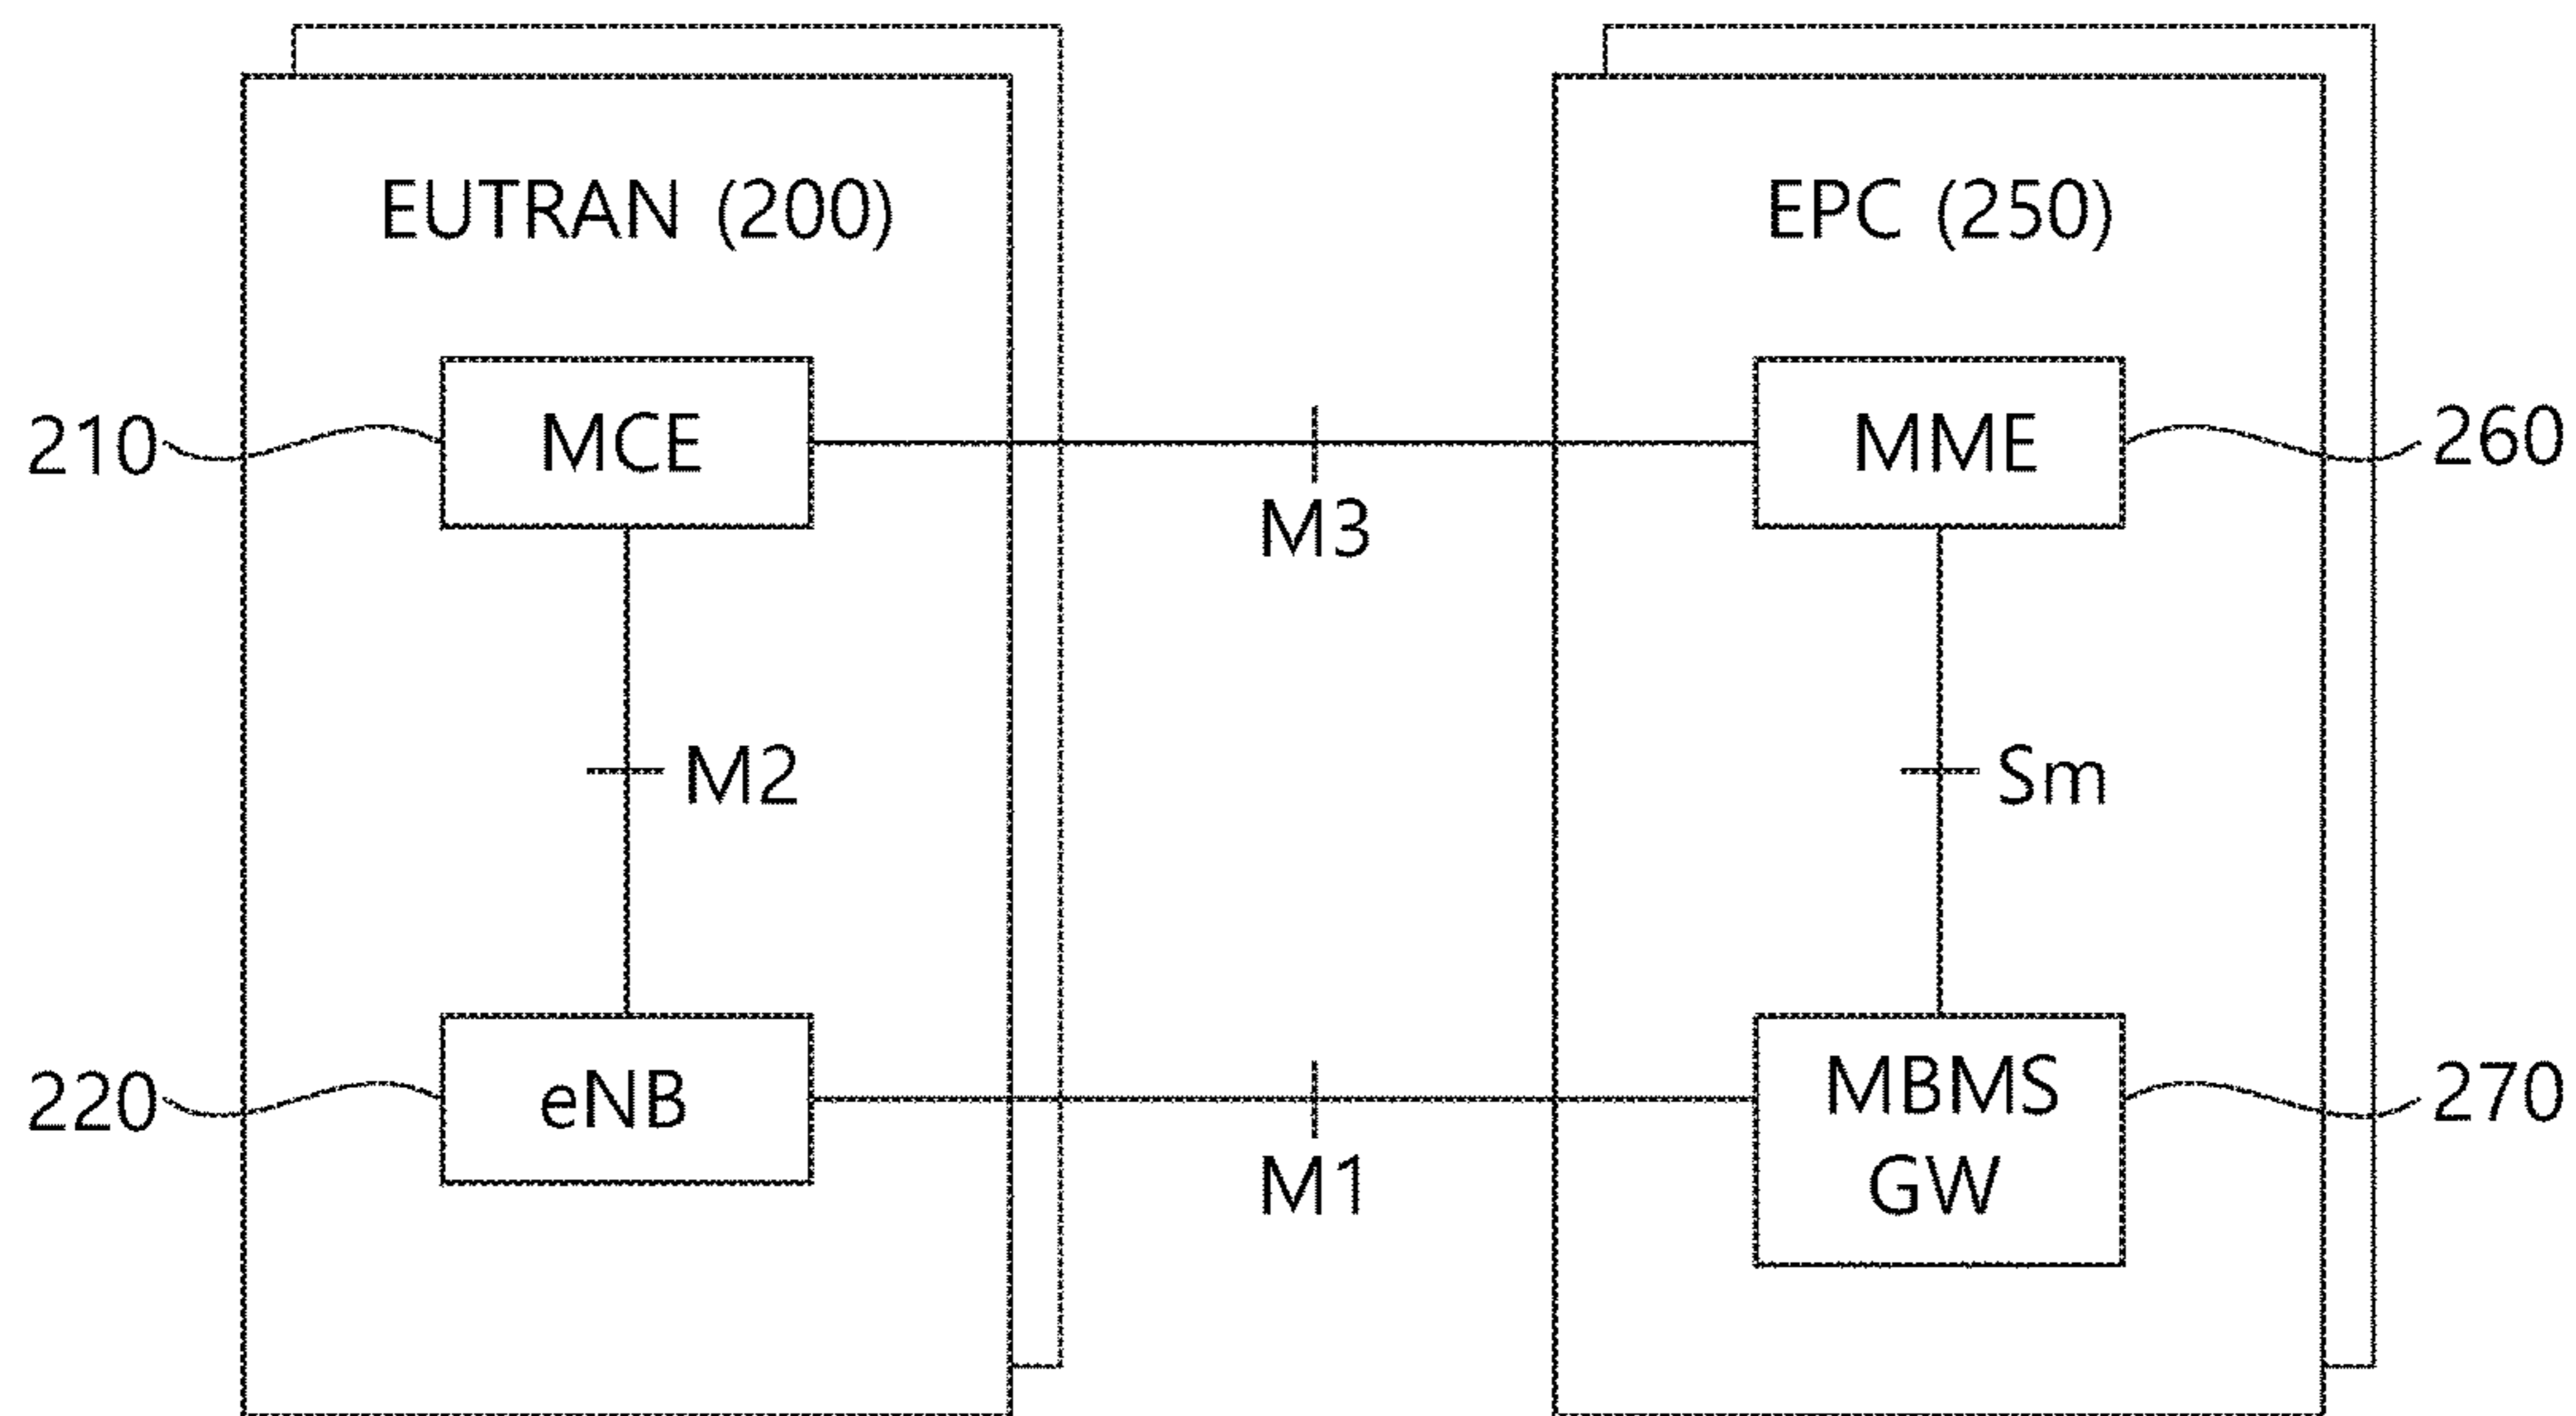 EUTRAN (200)
EPC (250)
210
MCE
M3
MME
260
M2
Sm
220
eNB
M1
MBMS
GW
270